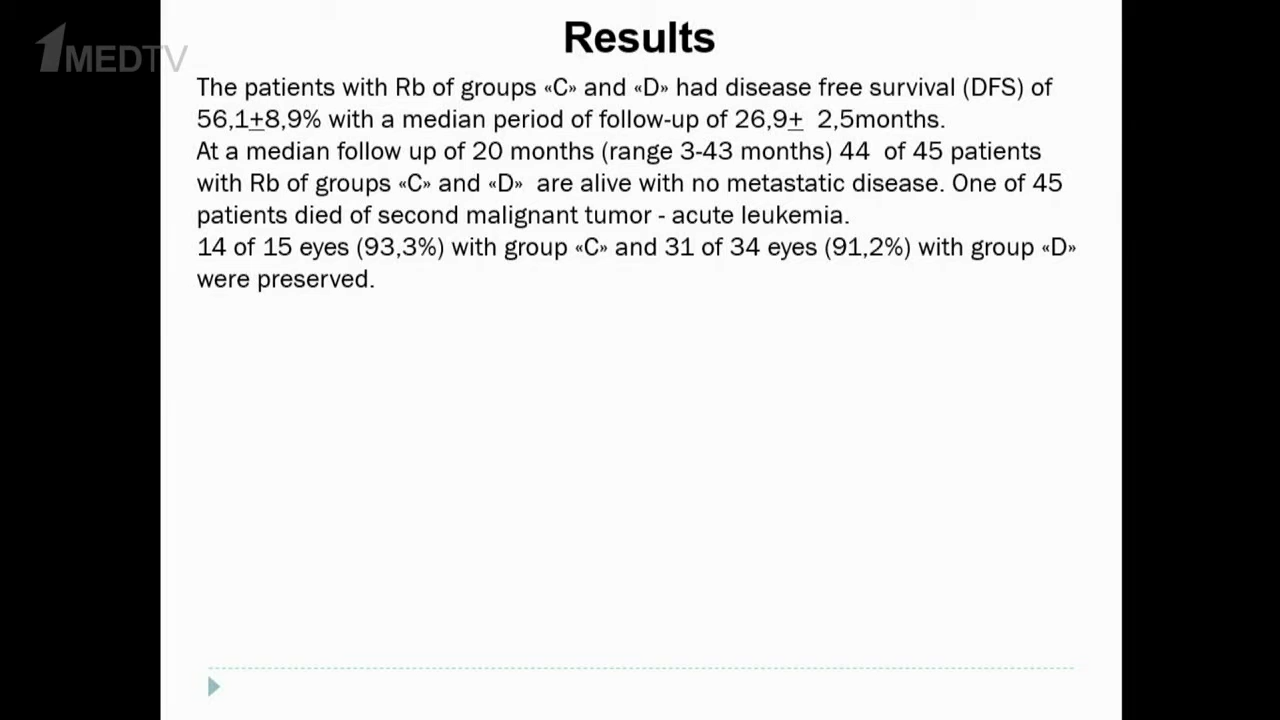 Results
1MEDTV
The patients with Rb of groups «C» and «D» had disease free survival (DFS) of
56,1±8,9% with a median period of follow-up of 26,9± 2,5months.
At a median follow up of 20 months (range 3-43 months) 44 of 45 patients
with Rb of groups «C» and «D» are alive with no metastatic disease. One of 45
patients died of second malignant tumor - acute leukemia.
14 of 15 eyes (93,3%) with group «C» and 31 of 34 eyes (91,2%) with group «D»
were preserved.